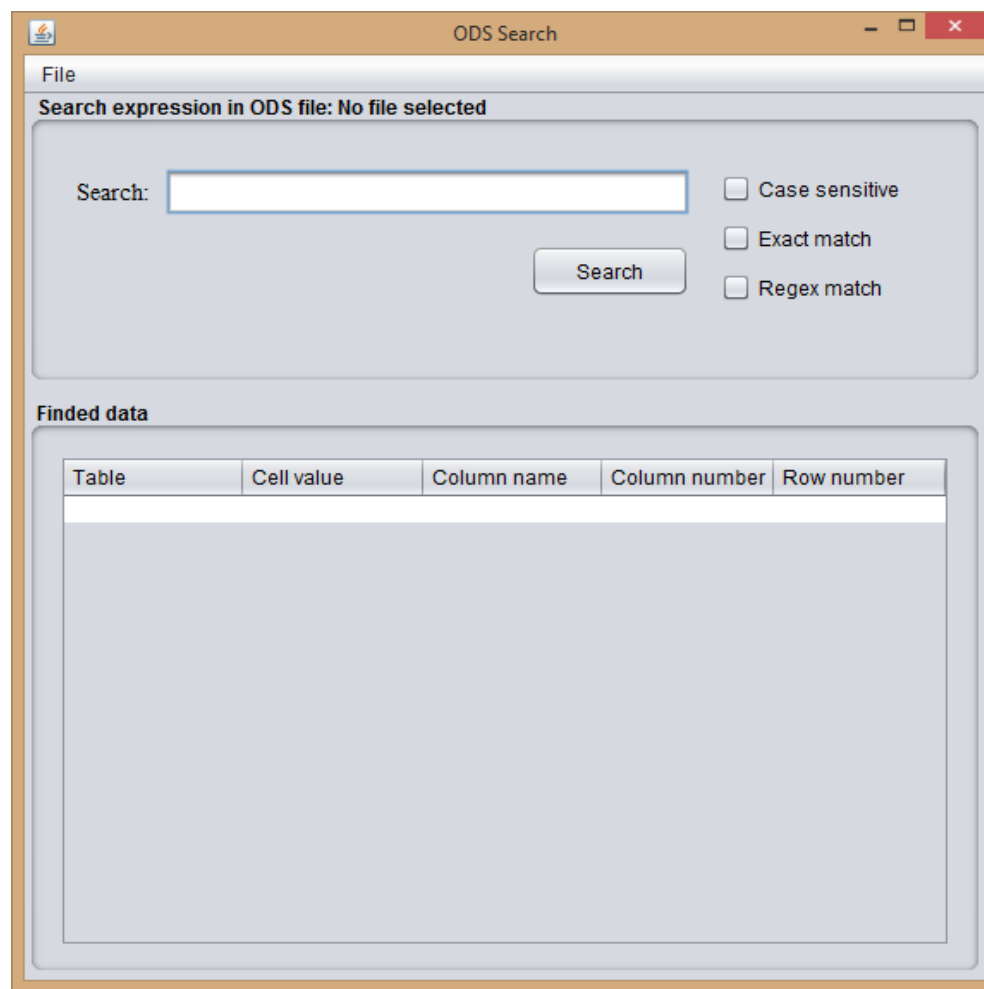 ODS Search
File
Search expression in ODS file: No file selected
Search:
Case sensitive
Exact match
Search
Regex match
Finded data
Table Cell value Column name Column number Row number